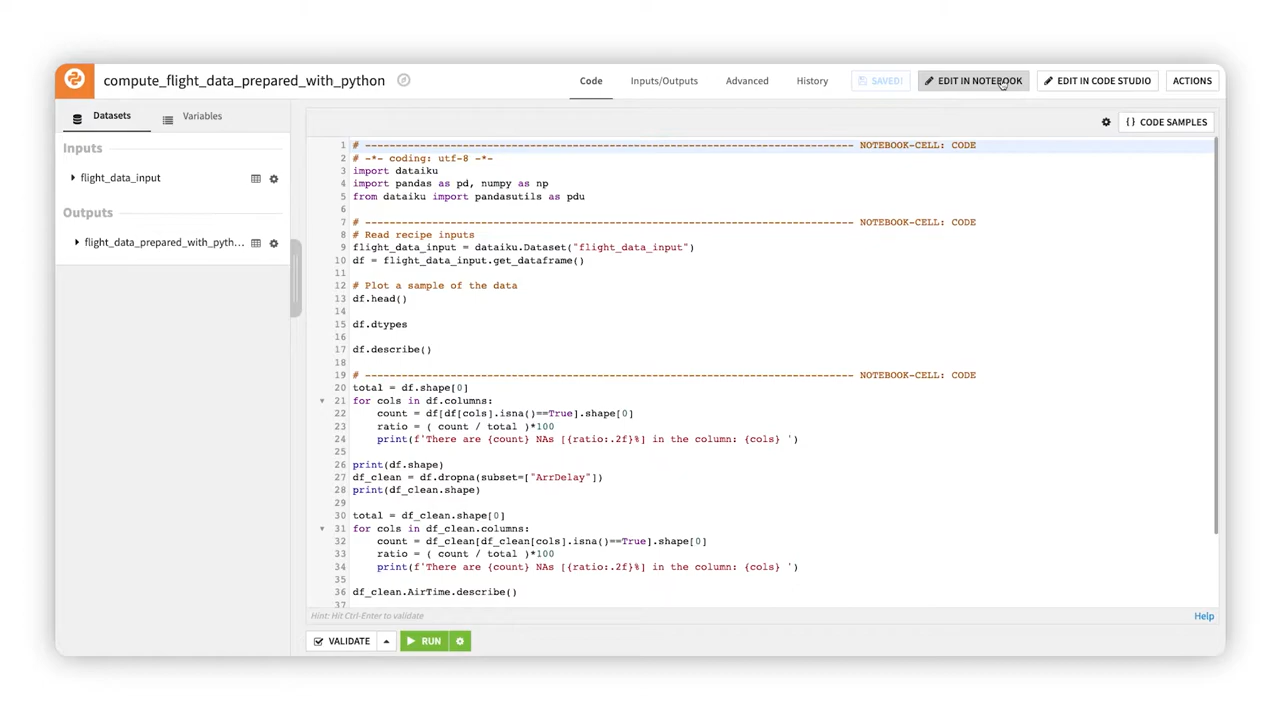 compute_flight_data_prepared_with_python
Code
Inputs/Outputs
Advanced
History
SAVED!
EDIT IN NOTEBOOK
EDIT IN CODE STUDIO
ACTIONS
Datasets
Variables
{ } CODE SAMPLES
Inputs
flight_data_input
Outputs
flight_data_prepared_with_pyth...
1 # -------------------------------------------------------------------------------- NOTEBOOK-CELL: CODE
2 # -*- coding: utf-8 -*-
3 import dataiku
4 import pandas as pd, numpy as np
5 from dataiku import pandasutils as pdu
6
7 # -------------------------------------------------------------------------------- NOTEBOOK-CELL: CODE
8 # Read recipe inputs
9 flight_data_input = dataiku.Dataset("flight_data_input")
10 df = flight_data_input.get_dataframe()
11
12 # Plot a sample of the data
13 df.head()
14
15 df.dtypes
16
17 df.describe()
18
19 # -------------------------------------------------------------------------------- NOTEBOOK-CELL: CODE
20 total = df.shape[0]
21 for cols in df.columns:
22     count = df[df[cols].isna()==True].shape[0]
23     ratio = ( count / total )*100
24     print(f'There are {count} NAs [{ratio:.2f}%] in the column: {cols} ')
25
26 print(df.shape)
27 df_clean = df.dropna(subset=["ArrDelay"])
28 print(df_clean.shape)
29
30 total = df_clean.shape[0]
31 for cols in df_clean.columns:
32     count = df_clean[df_clean[cols].isna()==True].shape[0]
33     ratio = ( count / total )*100
34     print(f'There are {count} NAs [{ratio:.2f}%] in the column: {cols} ')
35
36 df_clean.AirTime.describe()
37
Hint: Hit Ctrl-Enter to validate
Help
VALIDATE
RUN